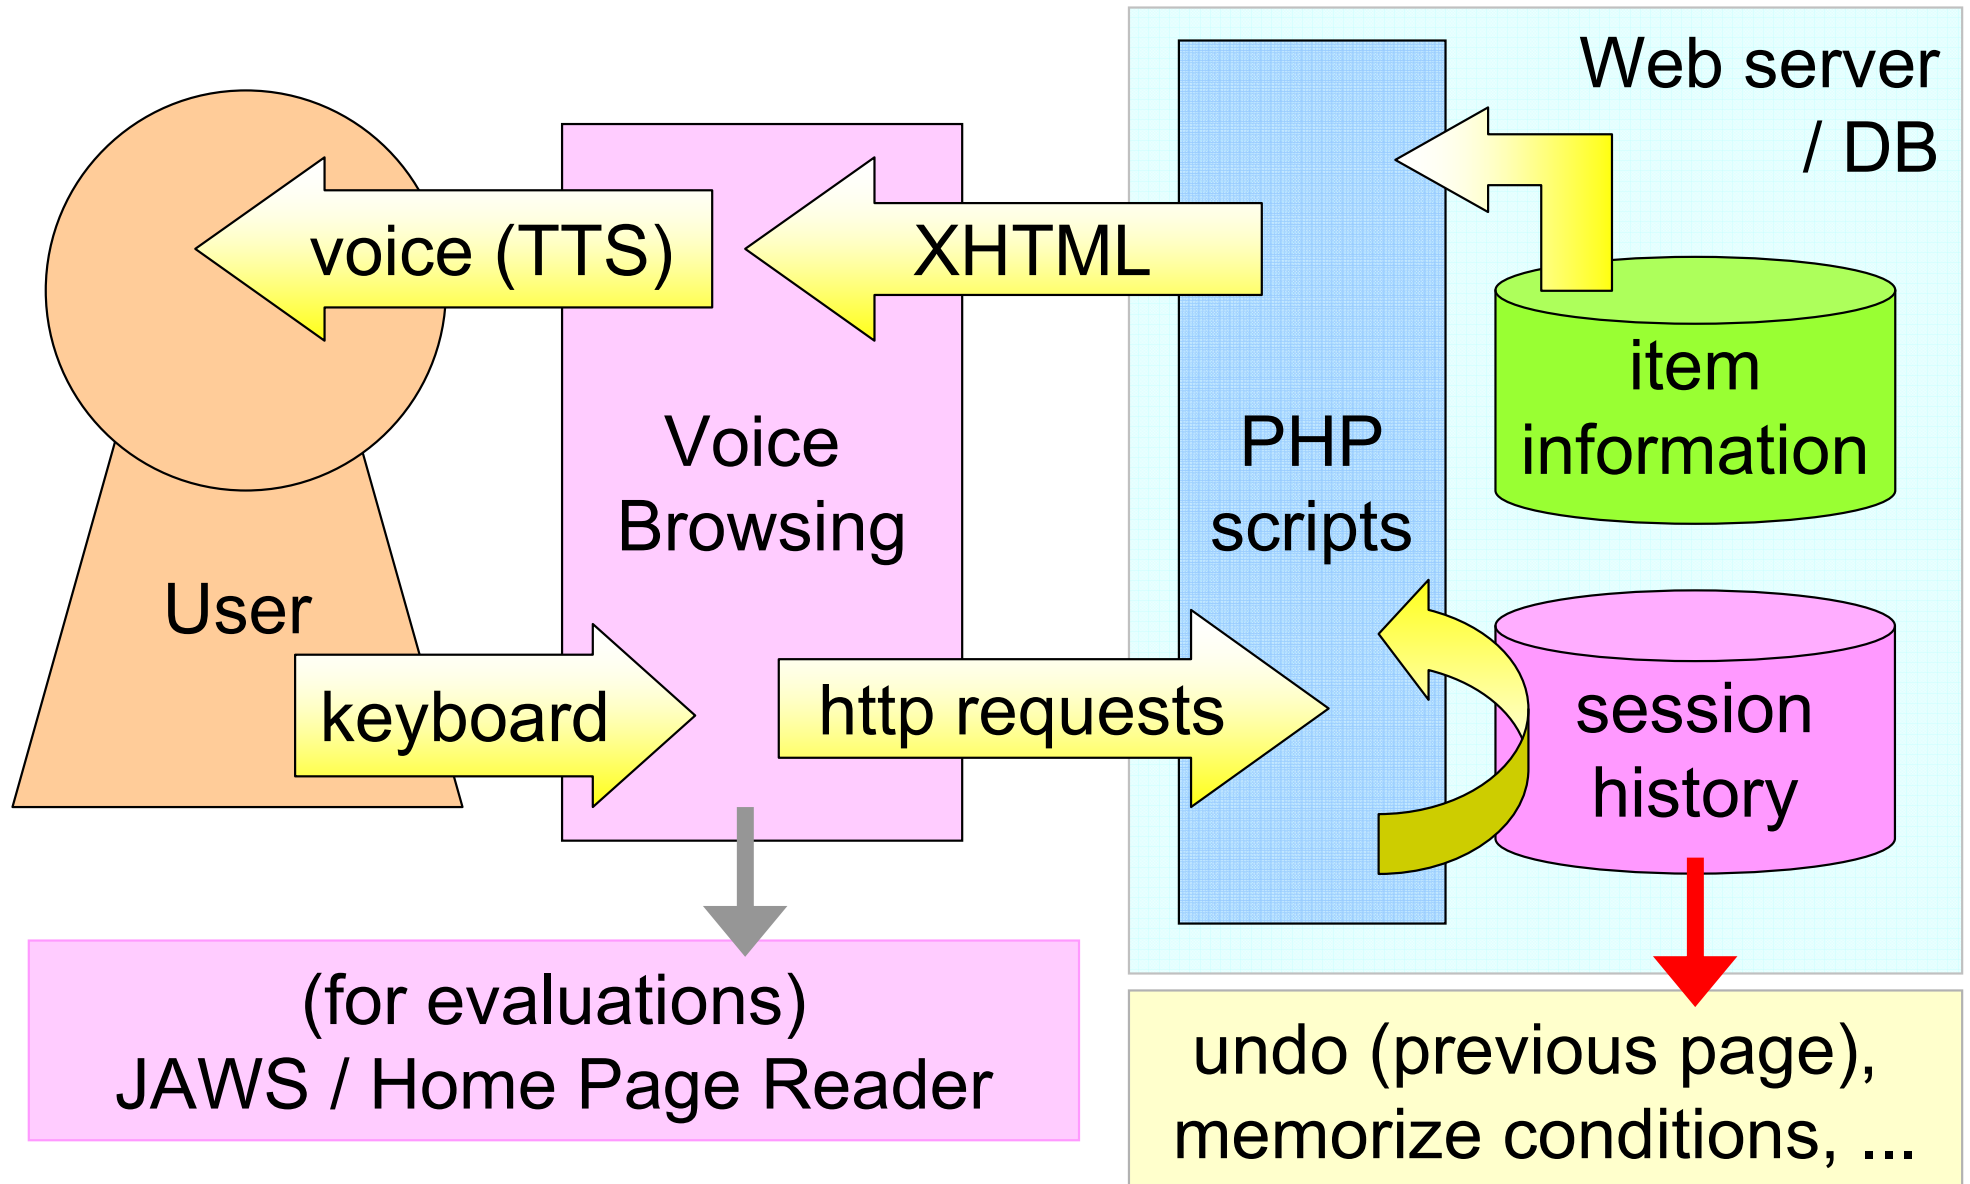 Web server
/ DB
voice (TTS)
XHTML
item
information
Voice
Browsing
PHP
scripts
User
keyboard
http requests
session
history
(for evaluations)
JAWS / Home Page Reader
undo (previous page),
memorize conditions, ...